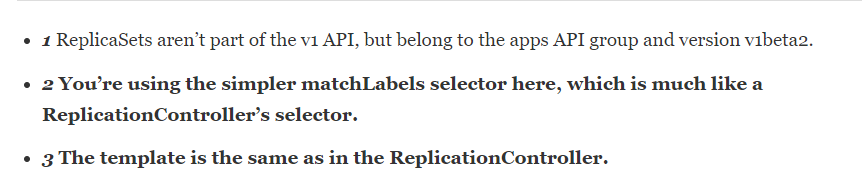 • 1 ReplicaSets aren’t part of the v1 API, but belong to the apps API group and version v1beta2.
• 2 You’re using the simpler matchLabels selector here, which is much like a
ReplicationController’s selector.
• 3 The template is the same as in the ReplicationController.